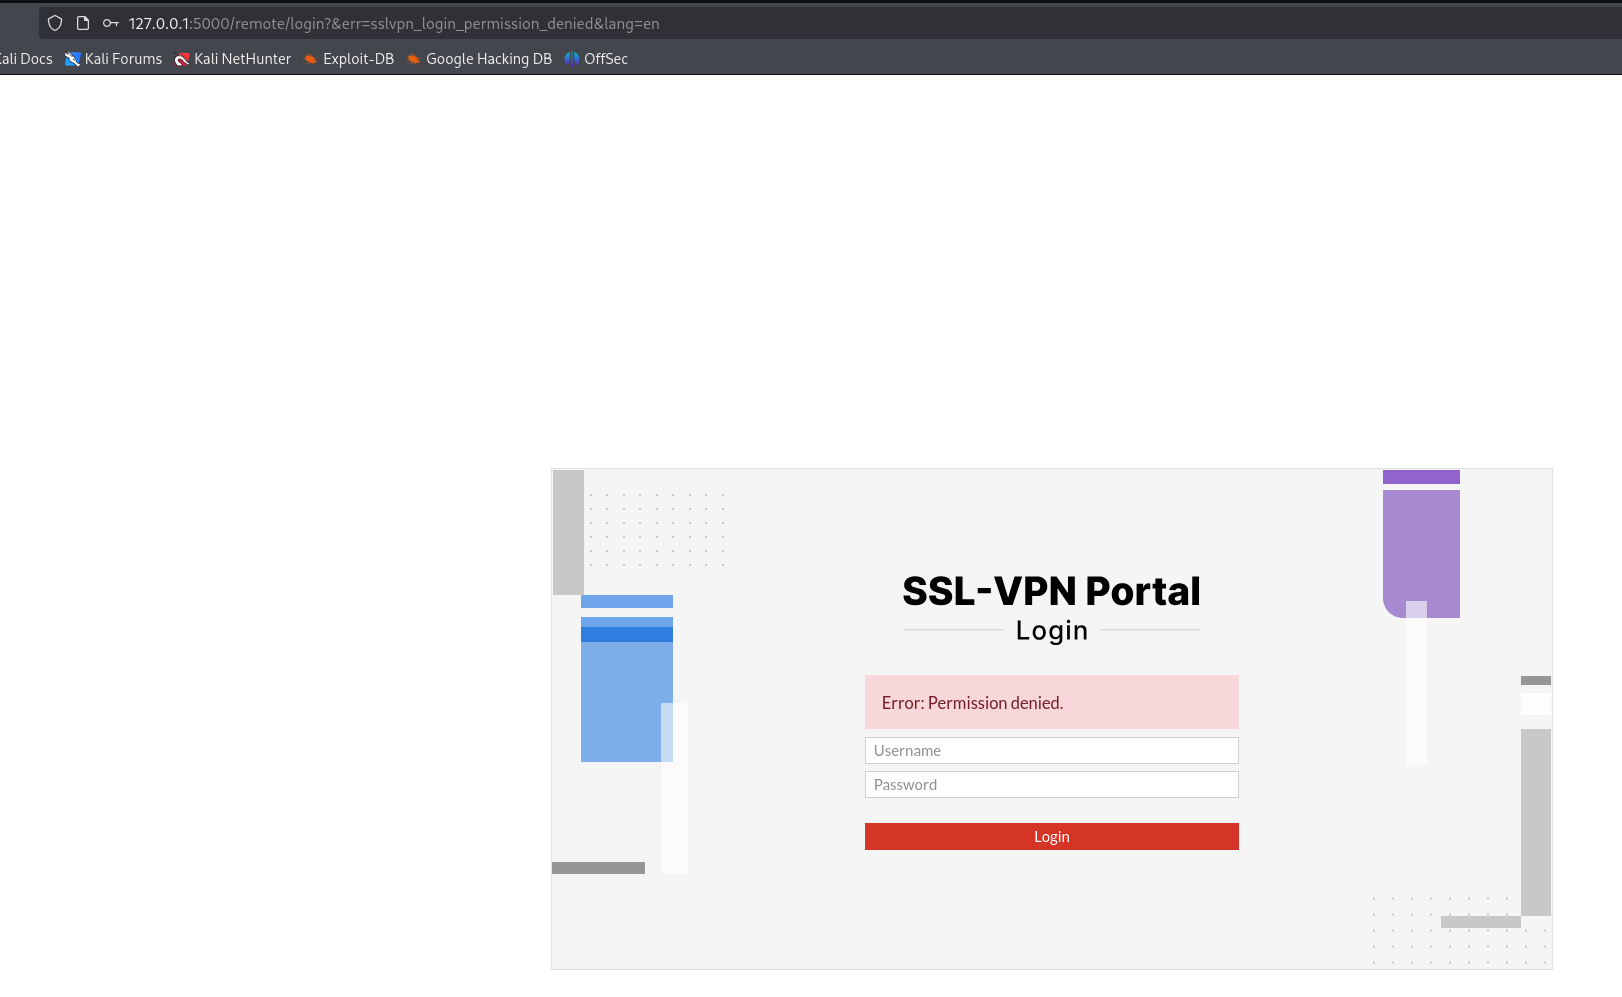 127.0.0.1:5000/remote/login?&err=sslvpn_login_permission_denied&lang=en
ali Docs Kali Forums Kali NetHunter Exploit-DB Google Hacking DB OffSec
SSL-VPN Portal
Login
Error: Permission denied.
Username
Password
Login